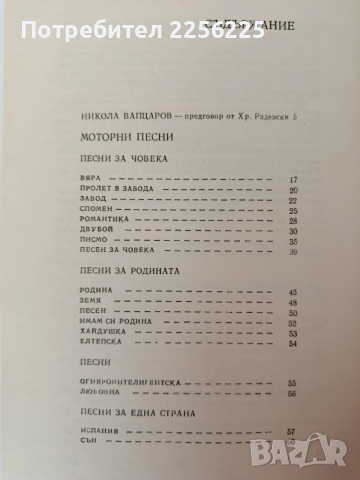 Потребител 2256225
СЪДЪРЖАНИЕ
НИКОЛА ВАПЦАРОВ — предговор от Хр. Радевски 5
МОТОРНИ ПЕСНИ
ПЕСНИ ЗА ЧОВЕКА
ВЯРА 17
ПРОЛЕТ В ЗАВОДА 20
ЗАВОД 22
СПОМЕН 25
РОМАНТИКА 28
ДВУБОЙ 30
ПИСМО 35
ПЕСЕН ЗА ЧОВЕКА 39
ПЕСНИ ЗА РОДИНАТА
РОДИНА 45
ЗЕМЯ 48
ПЕСЕН 50
ИМАМ СИ РОДИНА 52
ХАЙДУШКА 53
ЕЛТЕПСКА 54
ПЕСНИ
ОГНЯРОИНТЕЛИГЕНТСКА 55
ЛЮБОВНА 56
ПЕСНИ ЗА ЕДНА СТРАНА
ИСПАНИЯ 57
СЪН
BAZAR
bg